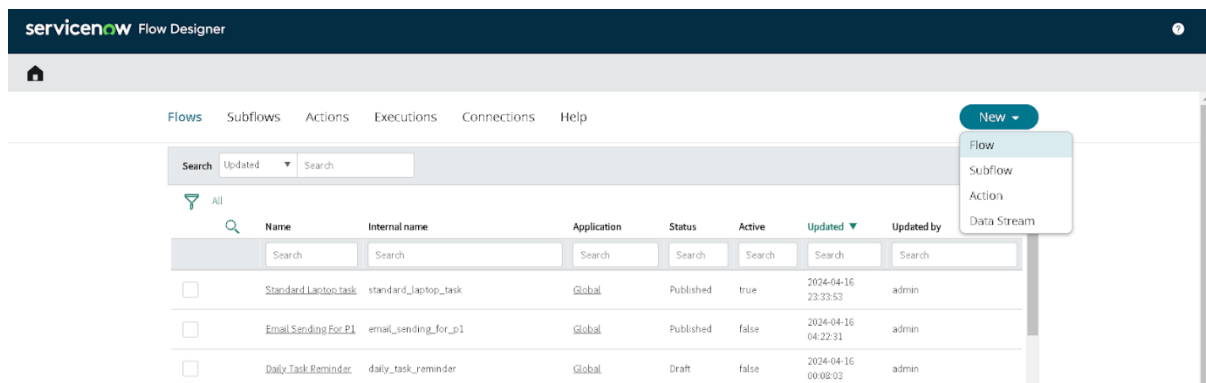 servicenow Flow Designer
Flows Subflows Actions Executions Connections Help New
Flow
Subflow
Action
Data Stream
Search Updated Search
All
Name Internal name Application Status Active Updated Updated by
Search Search Search Search Search Search Search
Standard Laptop task standard_laptop_task Global Published true 2024-04-16 23:33:53 admin
Email Sending For P1 email_sending_for_p1 Global Published false 2024-04-16 04:22:31 admin
Daily Task Reminder daily_task_reminder Global Draft false 2024-04-16 00:08:03 admin